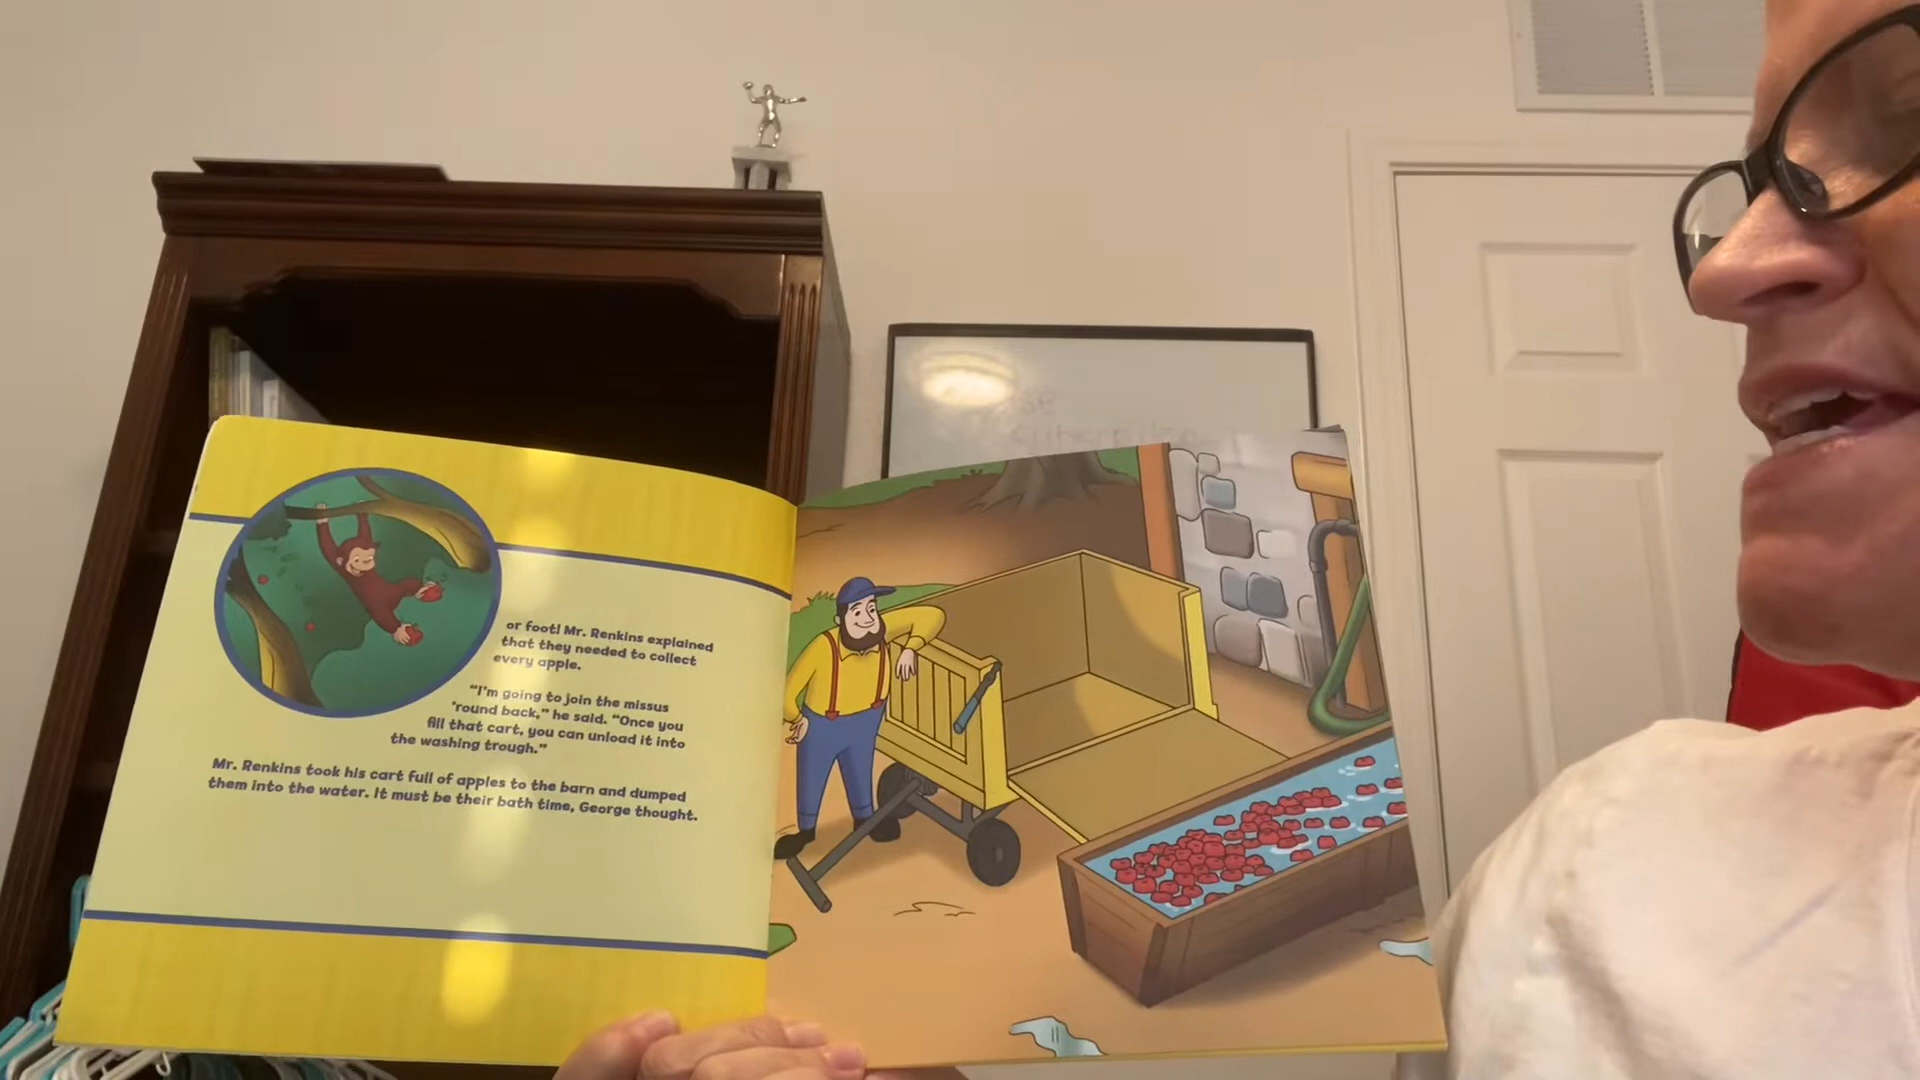 or foot! Mr. Renkins explained
that they needed to collect
every apple.
"I'm going to join the missus
'round back," he said. "Once you
fill that cart, you can unload it into
the washing trough."
Mr. Renkins took his cart full of apples to the barn and dumped
them into the water. It must be their bath time, George thought.